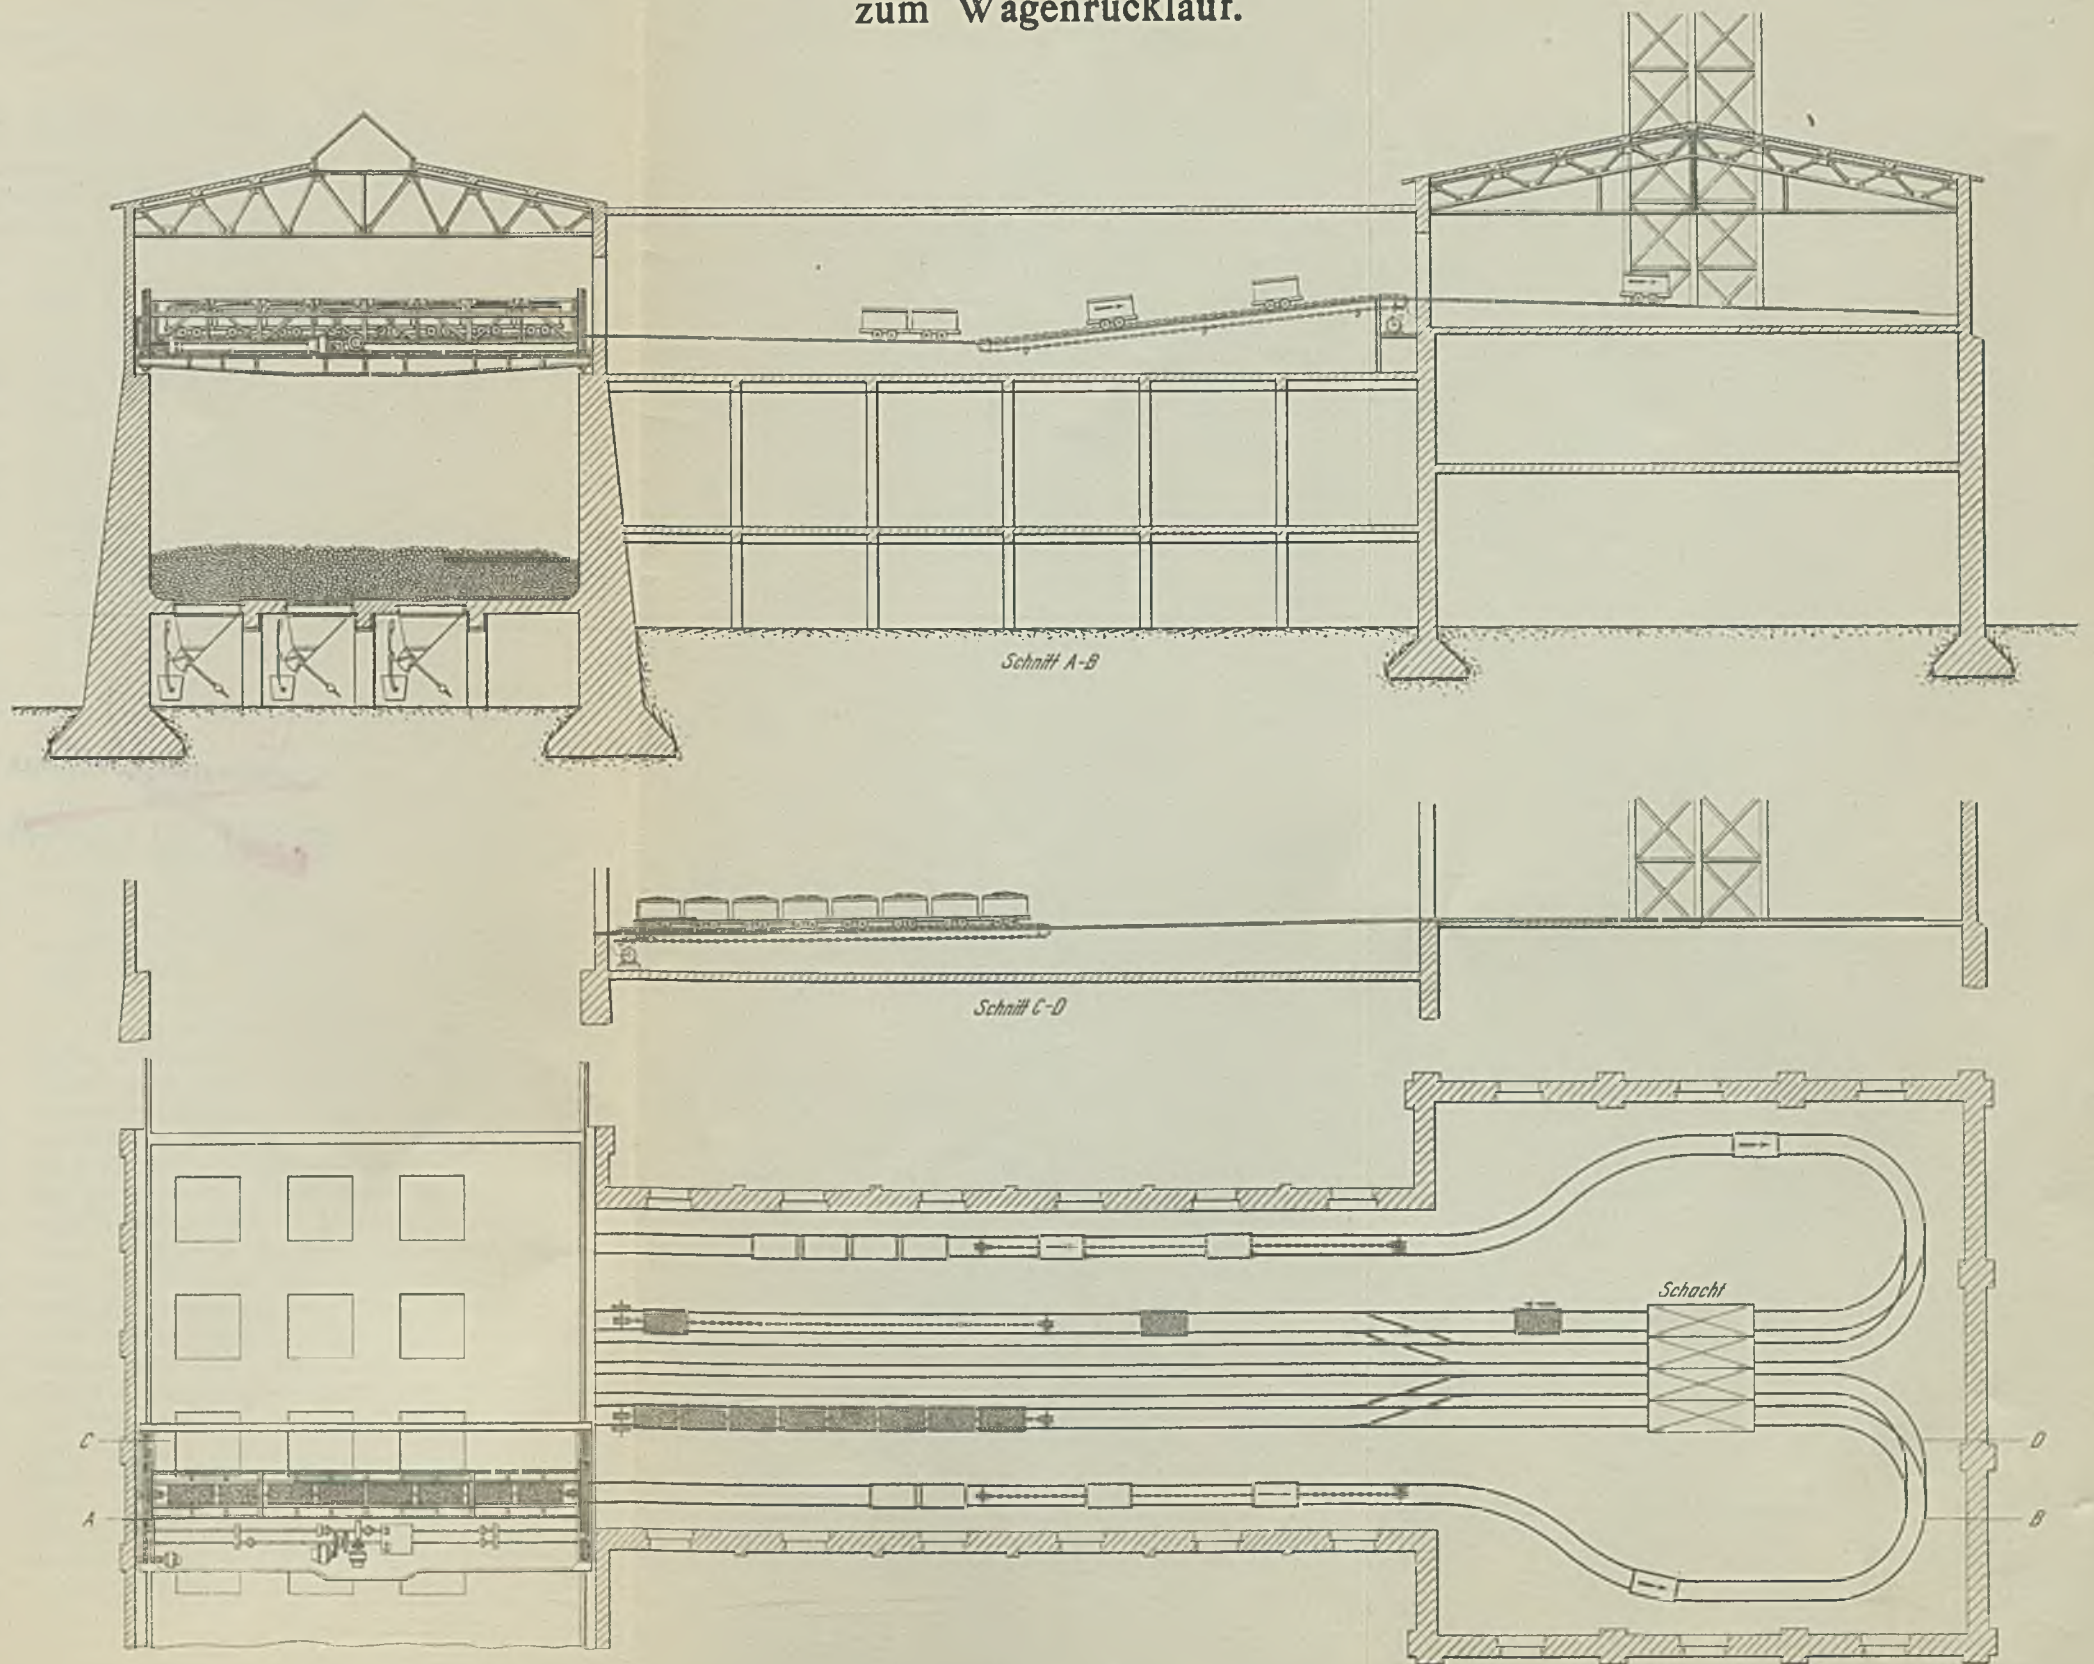 zum Wagenrücklauf.
Schnitt A-B
Schnitt C-D
Schacht
C
D
A
B